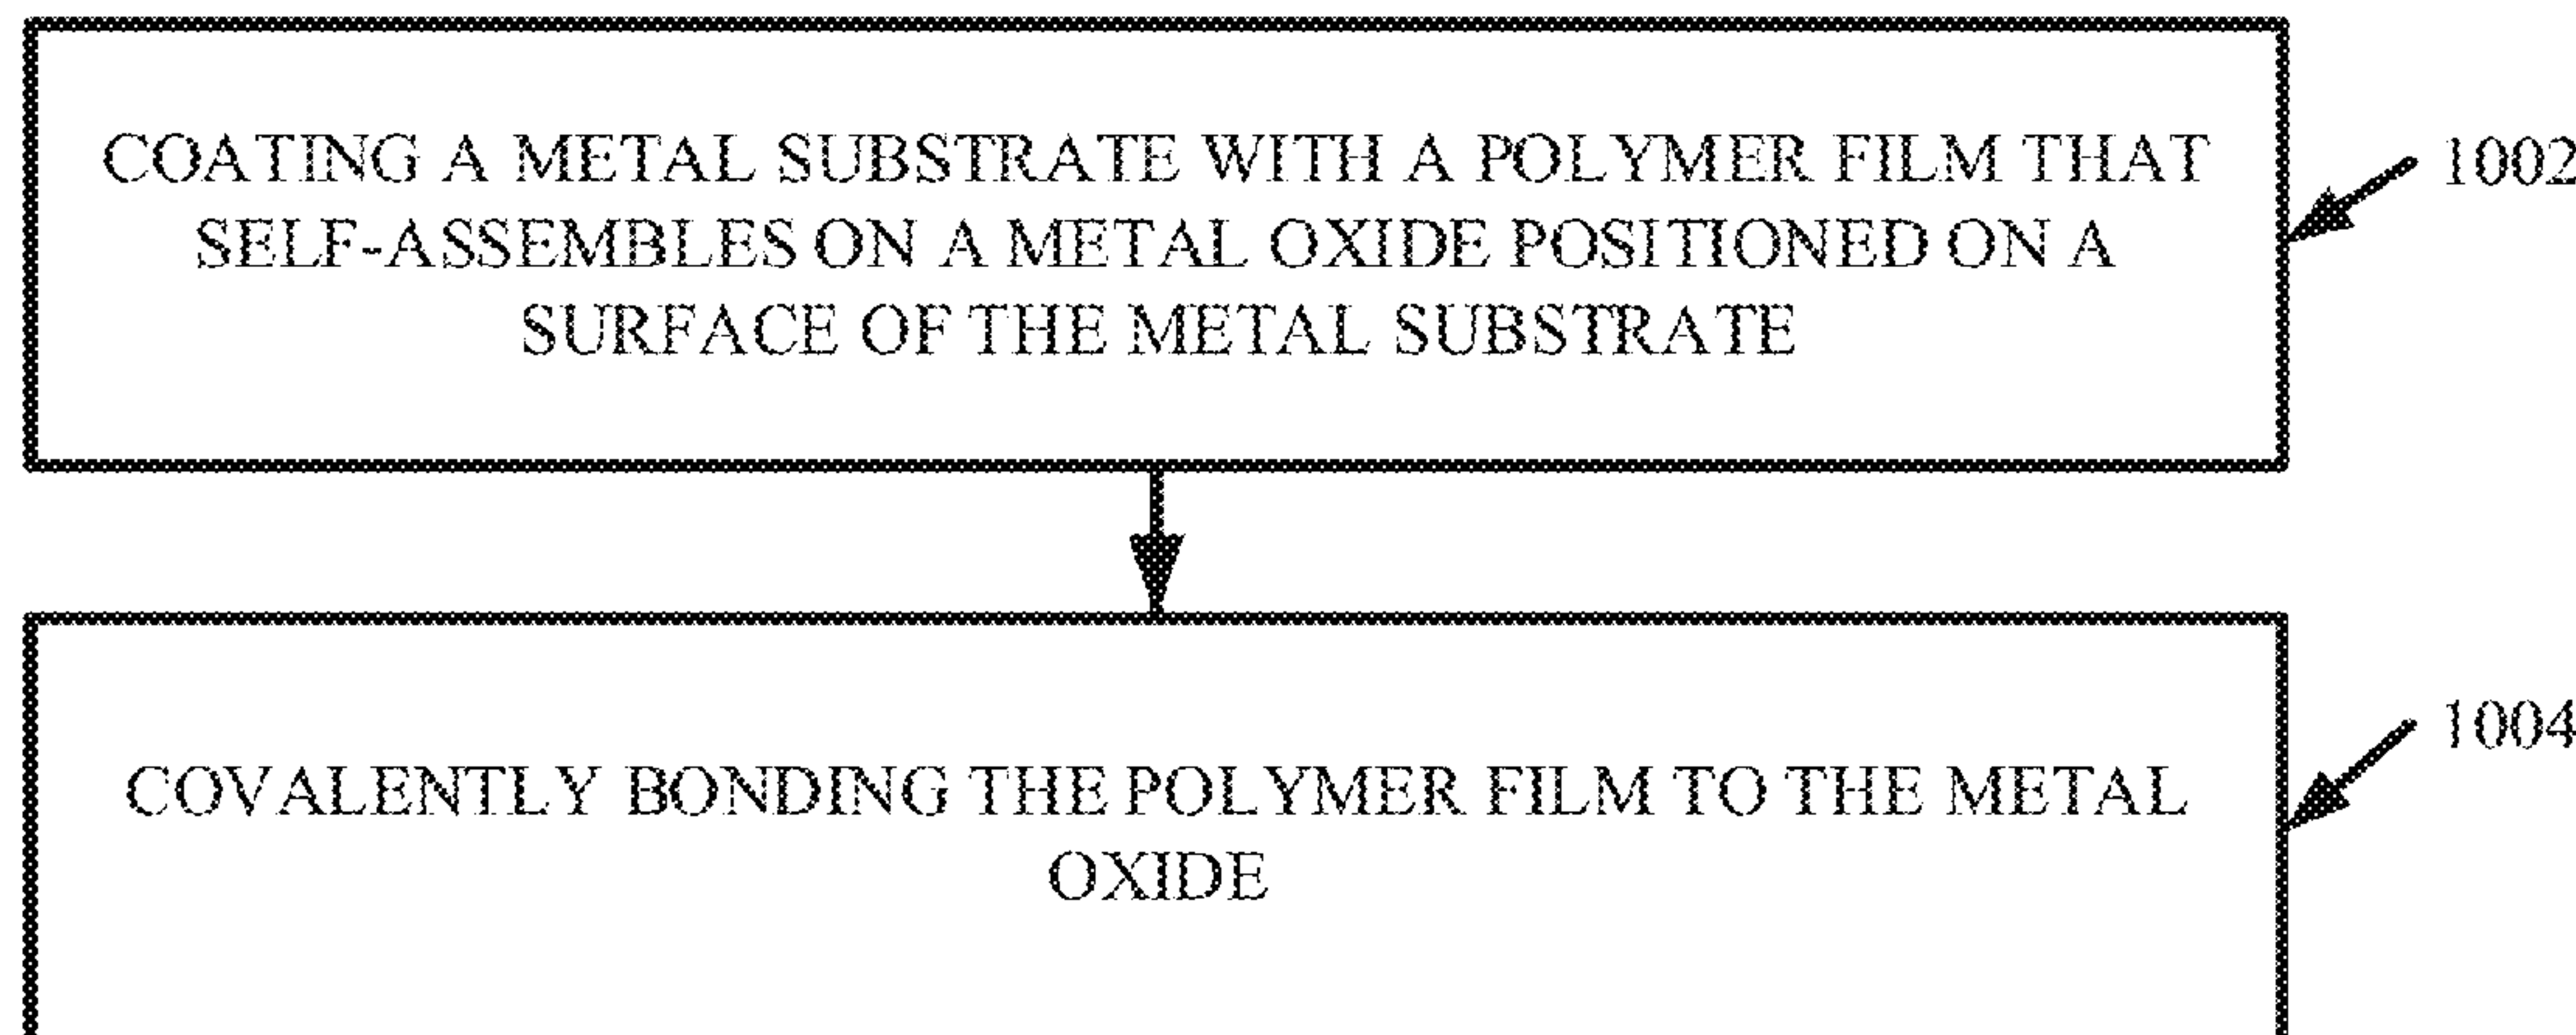 COATING A METAL SUBSTRATE WITH A POLYMER FILM THAT
SELF-ASSEMBLES ON A METAL OXIDE POSITIONED ON A
SURFACE OF THE METAL SUBSTRATE
1002
COVALENTLY BONDING THE POLYMER FILM TO THE METAL
OXIDE
1004